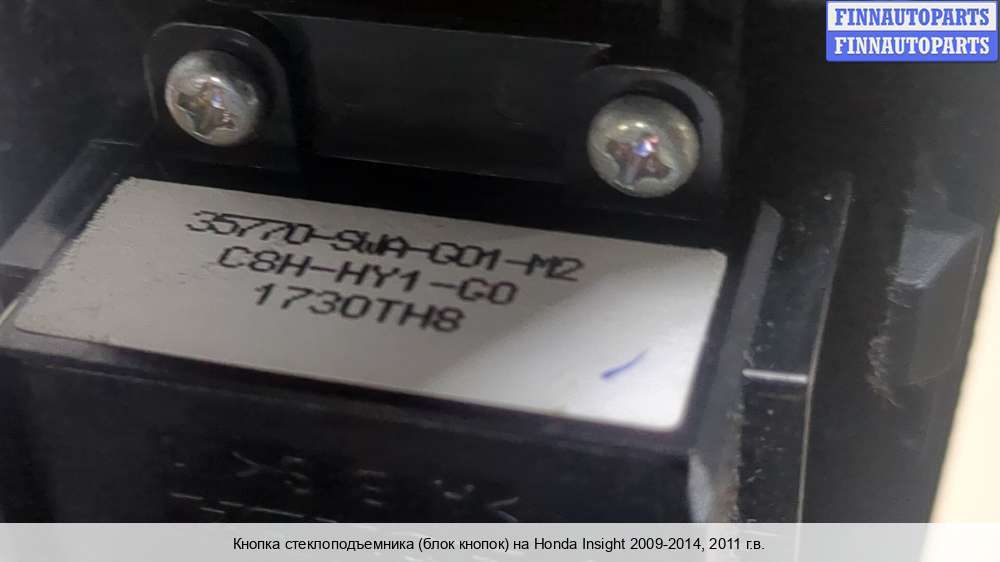 FINNAUTOPARTS
FINNAUTOPARTS
35770-SWA-G01-M2
C8H-HY1-G0
1730TH8
Кнопка стеклоподъемника (блок кнопок) на Honda Insight 2009-2014, 2011 г.в.